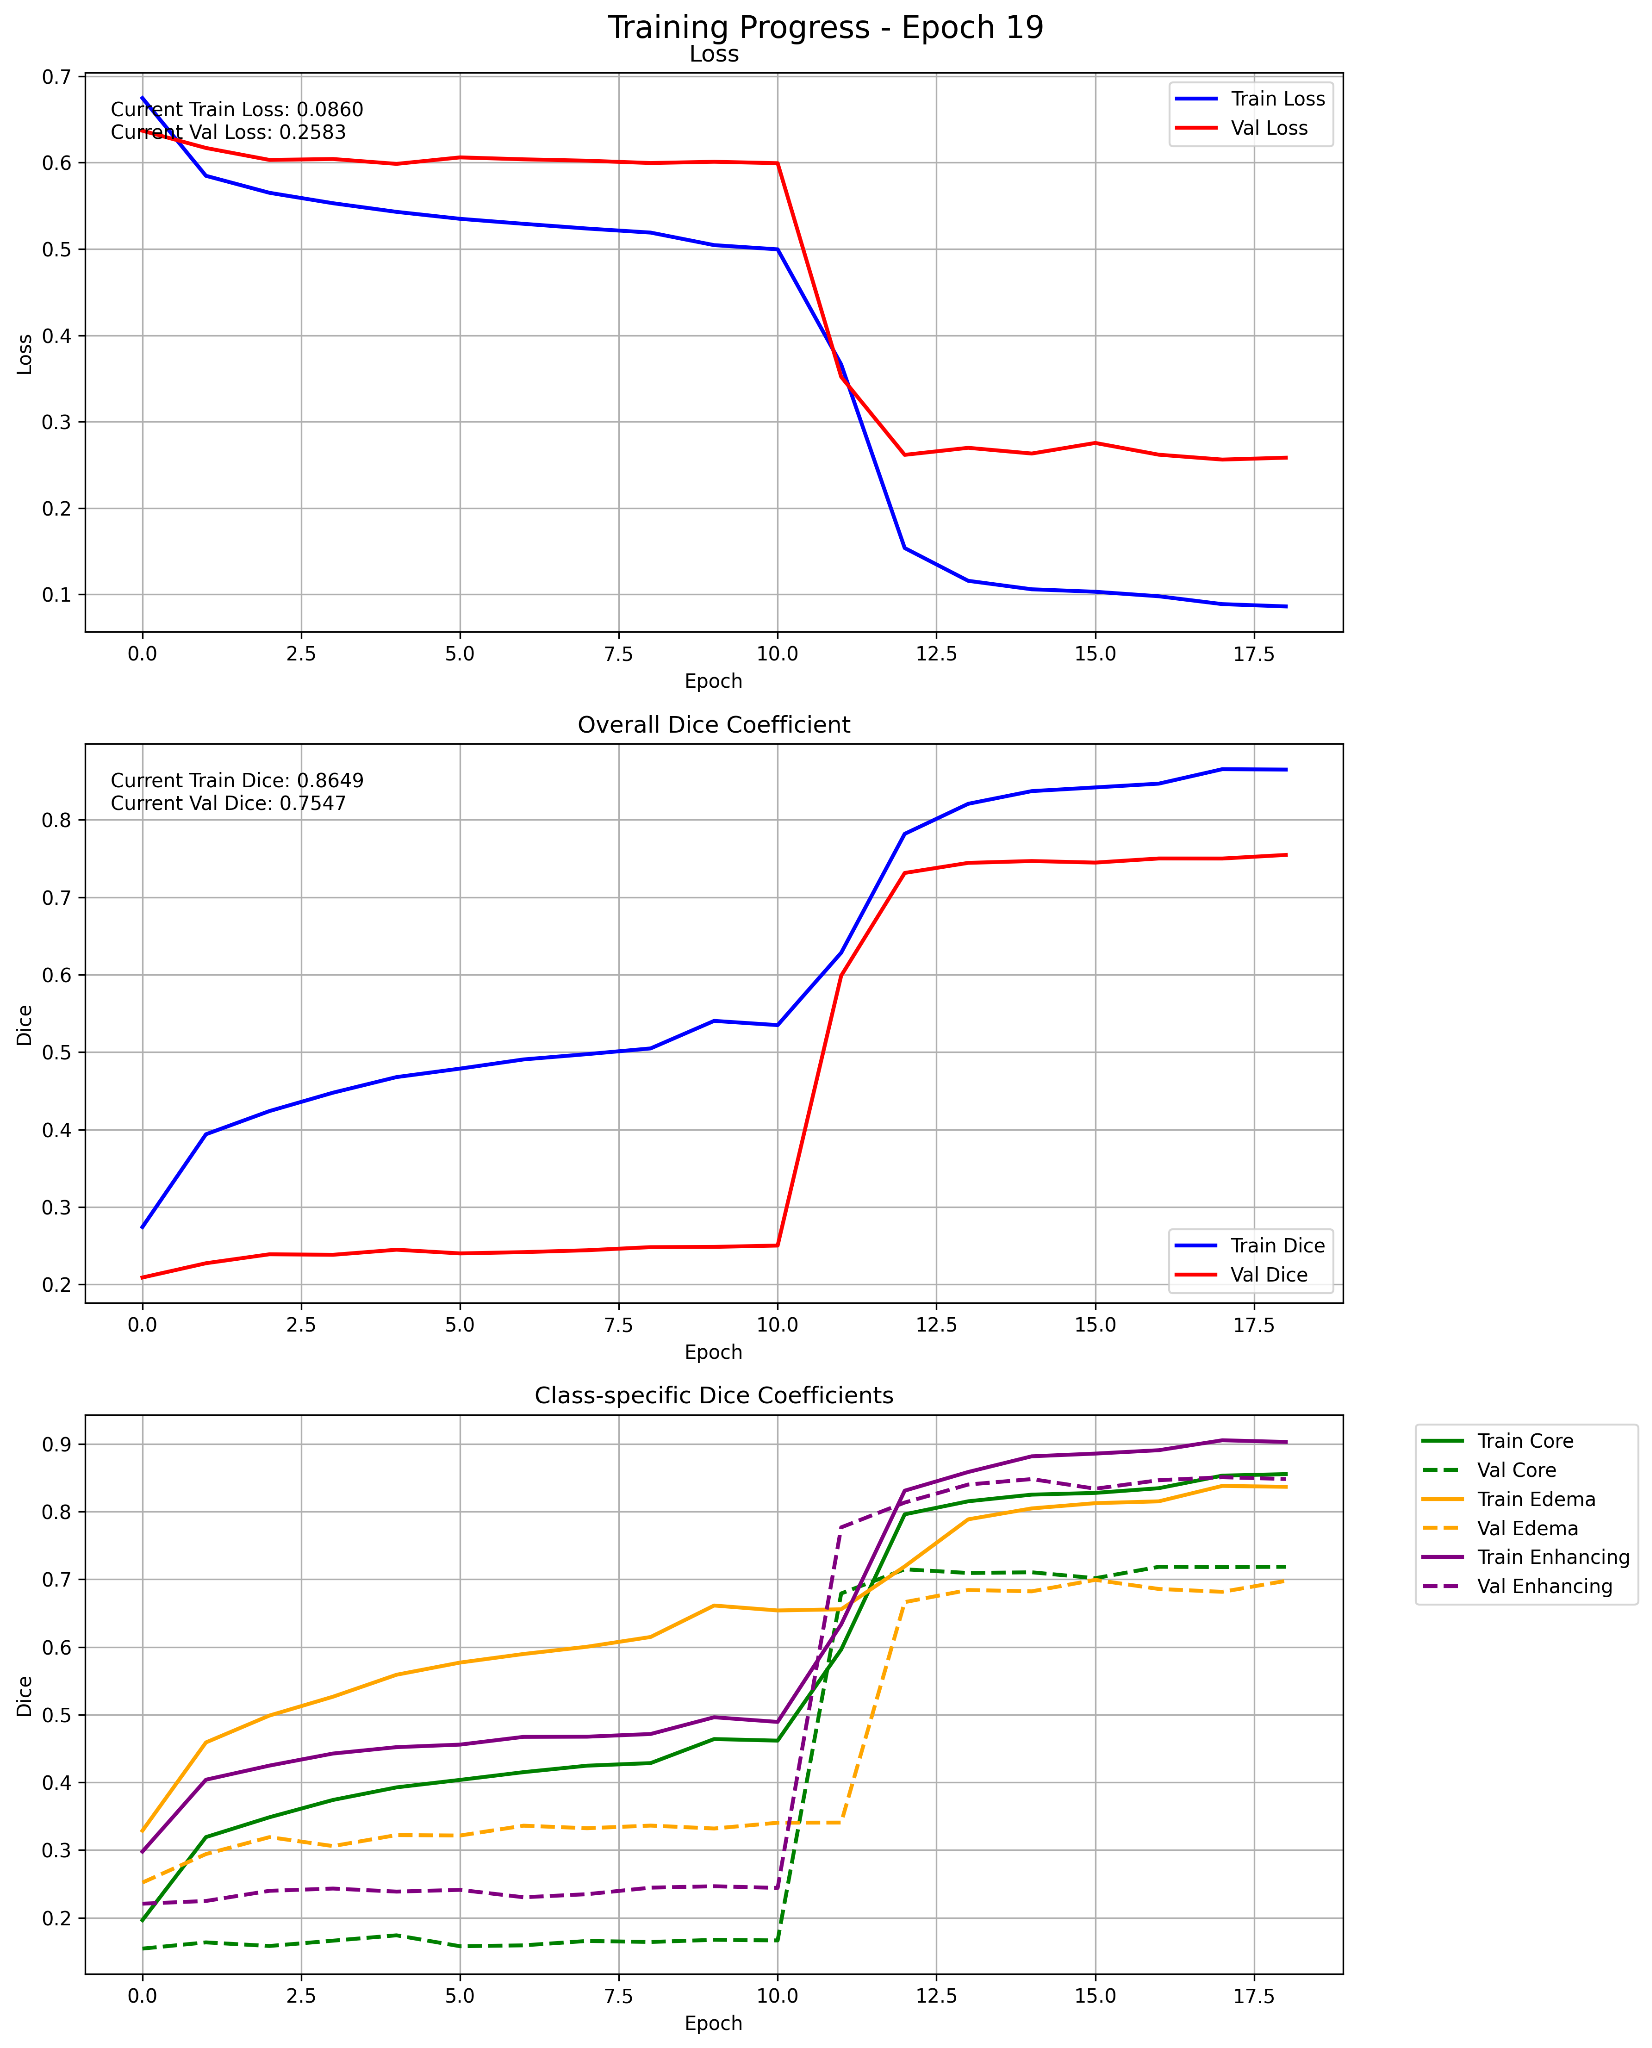 Training Progress - Epoch 19
Loss
Current Train Loss: 0.0860
Current Val Loss: 0.2583
Train Loss
Val Loss
0.7
0.6
0.5
0.4
0.3
0.2
0.1
Loss
0.0 2.5 5.0 7.5 10.0 12.5 15.0 17.5
Epoch
Overall Dice Coefficient
Current Train Dice: 0.8649
Current Val Dice: 0.7547
0.8
0.7
0.6
0.5
0.4
0.3
0.2
Dice
Train Dice
Val Dice
0.0 2.5 5.0 7.5 10.0 12.5 15.0 17.5
Epoch
Class-specific Dice Coefficients
0.9
0.8
0.7
0.6
0.5
0.4
0.3
0.2
Dice
Train Core
Val Core
Train Edema
Val Edema
Train Enhancing
Val Enhancing
0.0 2.5 5.0 7.5 10.0 12.5 15.0 17.5
Epoch